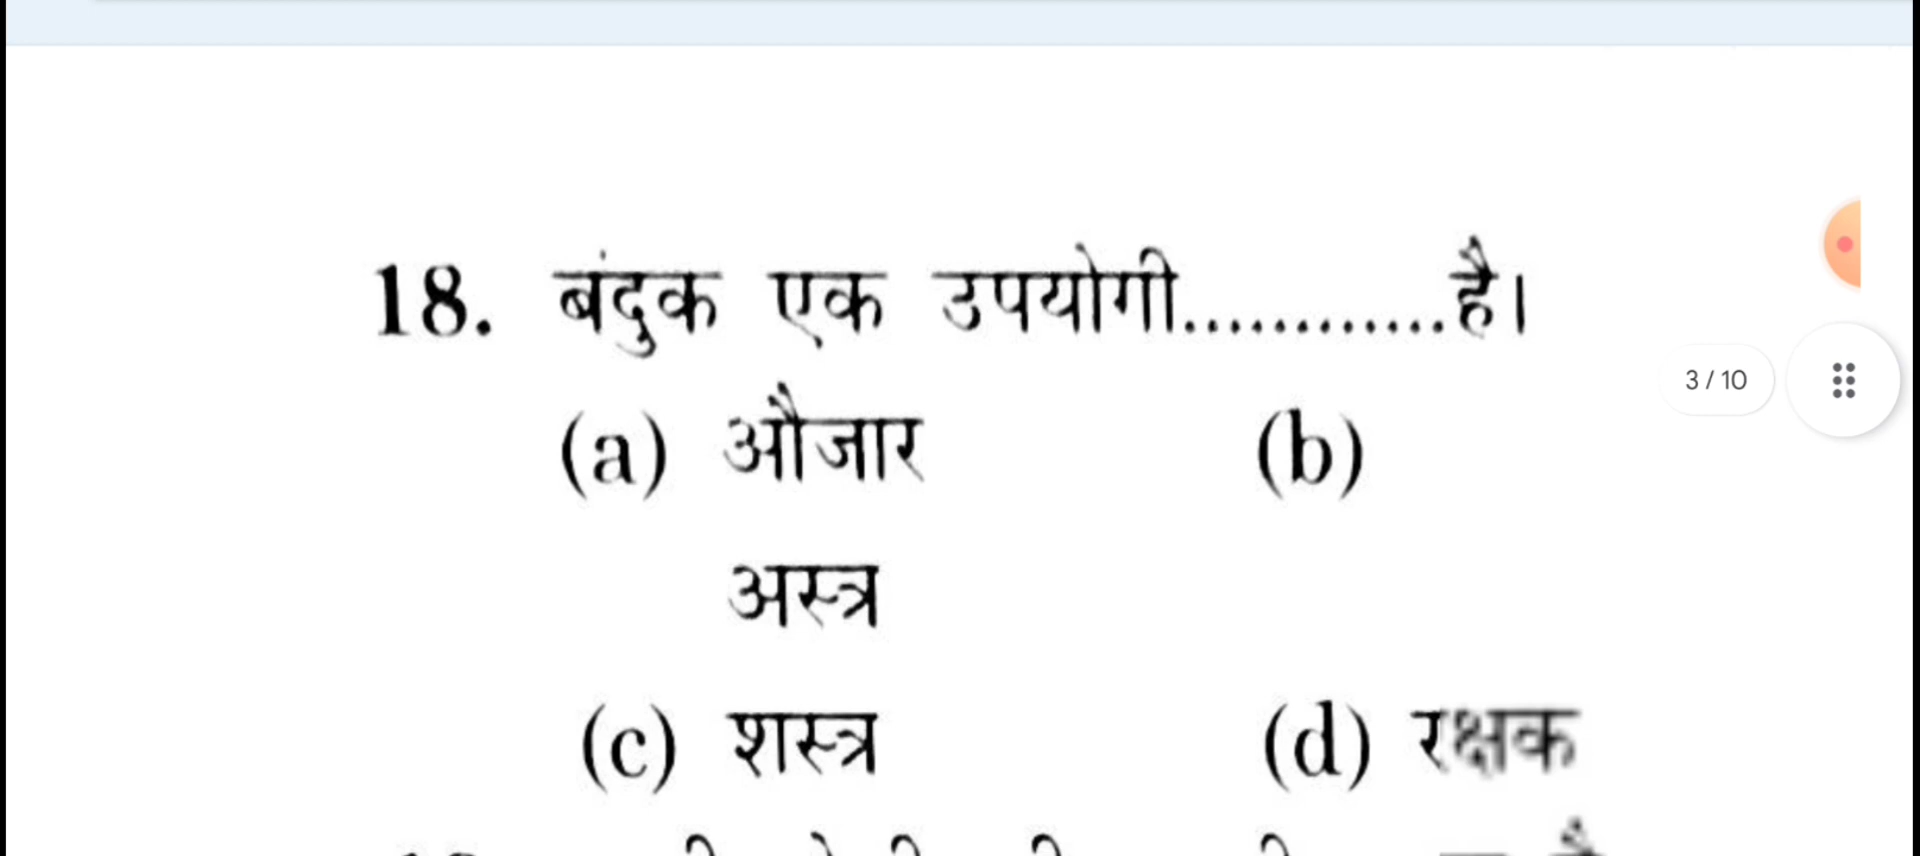 18. बंदुक एक उपयोगी............है।
3 / 10
(a) औजार (b)
अस्त्र
(c) शस्त्र (d) रक्षक